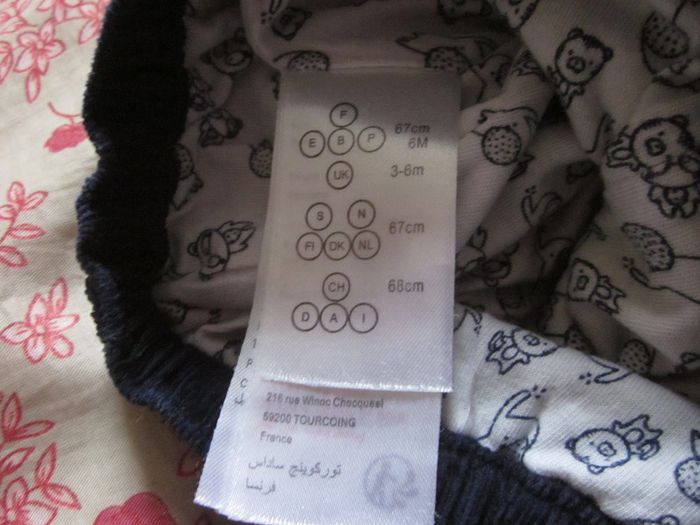 F
E B P 67cm
6M
UK 3-6m
S N
FI DK NL 67cm
CH 68cm
D A I
216 rue Winoc Chocqueel
59200 TOURCOING
France
توركوينج ساداس
فرنسا